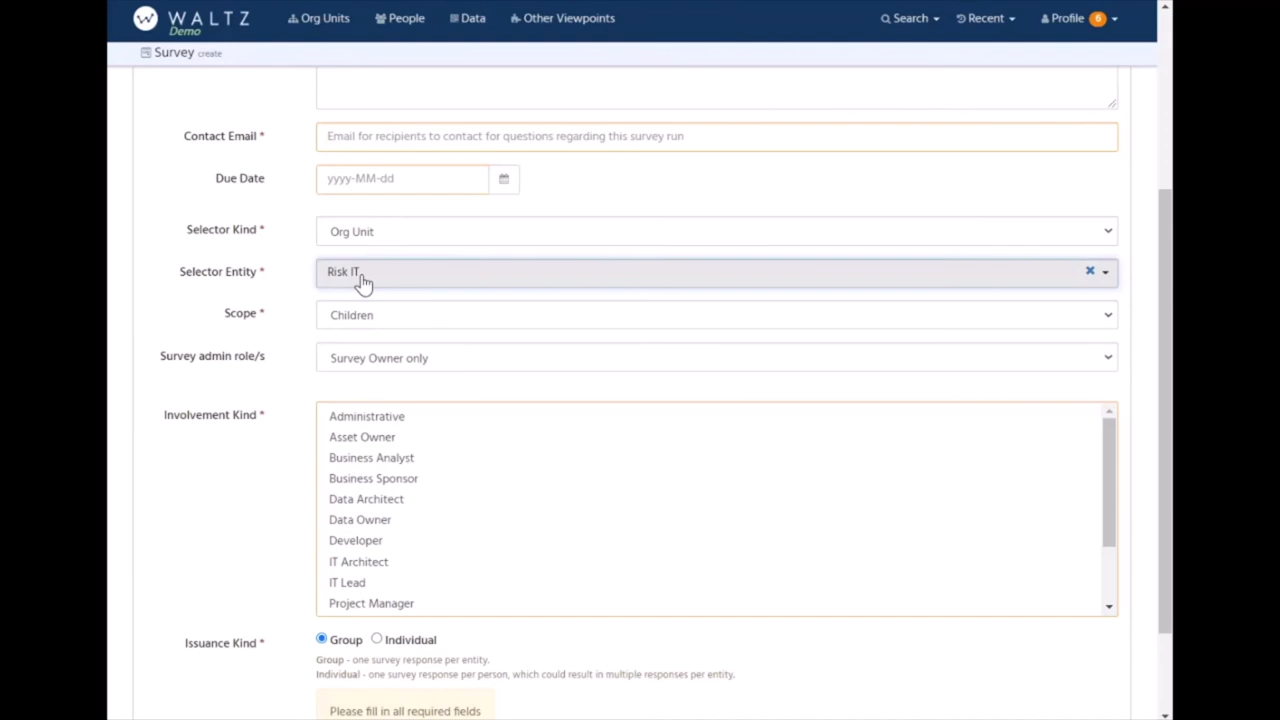 WALTZ
Demo
Org Units
People
Data
Other Viewpoints
Search
Recent
Profile 6
Survey create
Contact Email *
Email for recipients to contact for questions regarding this survey run
Due Date
yyyy-MM-dd
Selector Kind *
Org Unit
Selector Entity *
Risk IT
Scope *
Children
Survey admin role/s
Survey Owner only
Involvement Kind *
Administrative
Asset Owner
Business Analyst
Business Sponsor
Data Architect
Data Owner
Developer
IT Architect
IT Lead
Project Manager
Issuance Kind *
Group Individual
Group - one survey response per entity.
Individual - one survey response per person, which could result in multiple responses per entity.
Please fill in all required fields